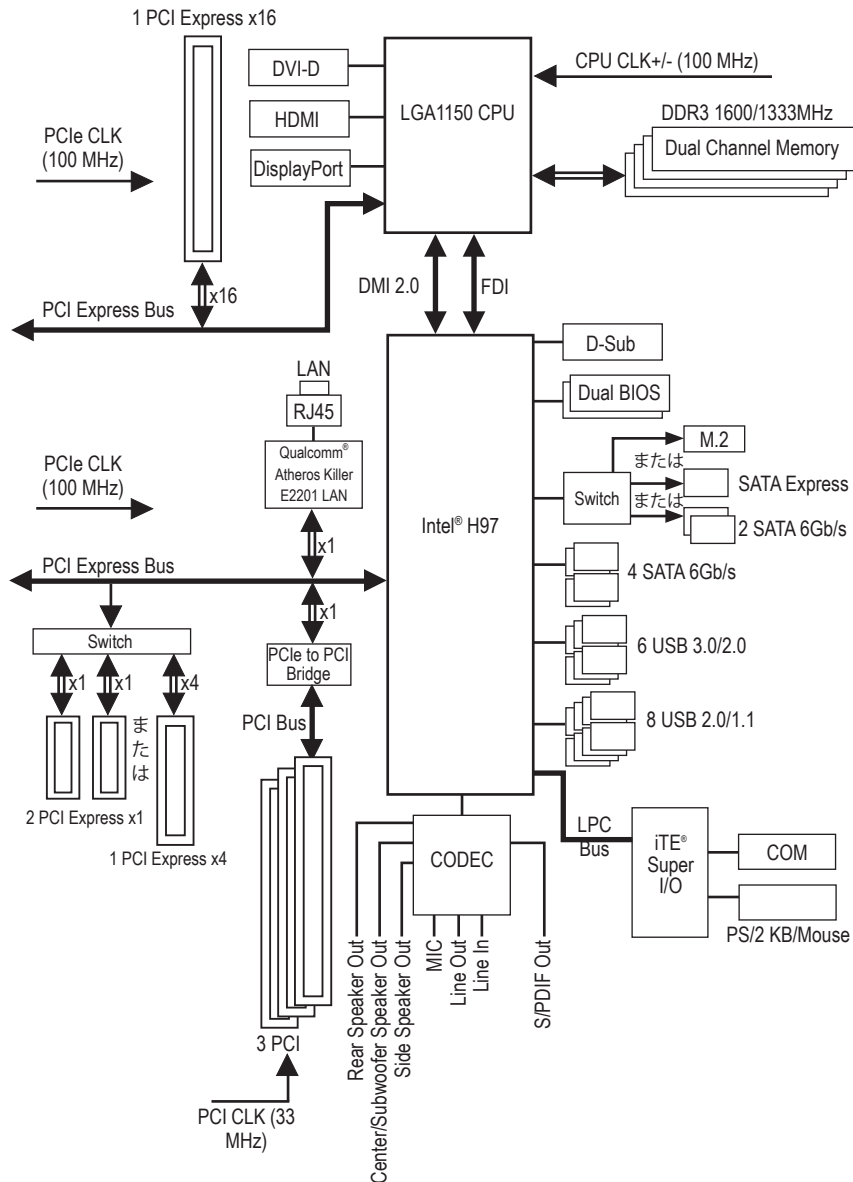 1 PCI Express x16
DVI-D
HDMI
DisplayPort
LGA1150 CPU
CPU CLK+/- (100 MHz)
DDR3 1600/1333MHz
Dual Channel Memory
PCIe CLK
(100 MHz)
x16
PCI Express Bus
DMI 2.0
FDI
D-Sub
Dual BIOS
LAN
RJ45
Qualcomm®
Atheros Killer
E2201 LAN
PCIe CLK
(100 MHz)
Intel® H97
Switch
M.2
または
SATA Express
または
2 SATA 6Gb/s
x1
PCI Express Bus
4 SATA 6Gb/s
x1
Switch
PCIe to PCI
Bridge
6 USB 3.0/2.0
x1
x1
x4
PCI Bus
8 USB 2.0/1.1
または
2 PCI Express x1
1 PCI Express x4
LPC
Bus
iTE®
Super
I/O
COM
PS/2 KB/Mouse
CODEC
Rear Speaker Out
Center/Subwoofer Speaker Out
Side Speaker Out
MIC
Line Out
Line In
S/PDIF Out
3 PCI
PCI CLK (33
MHz)